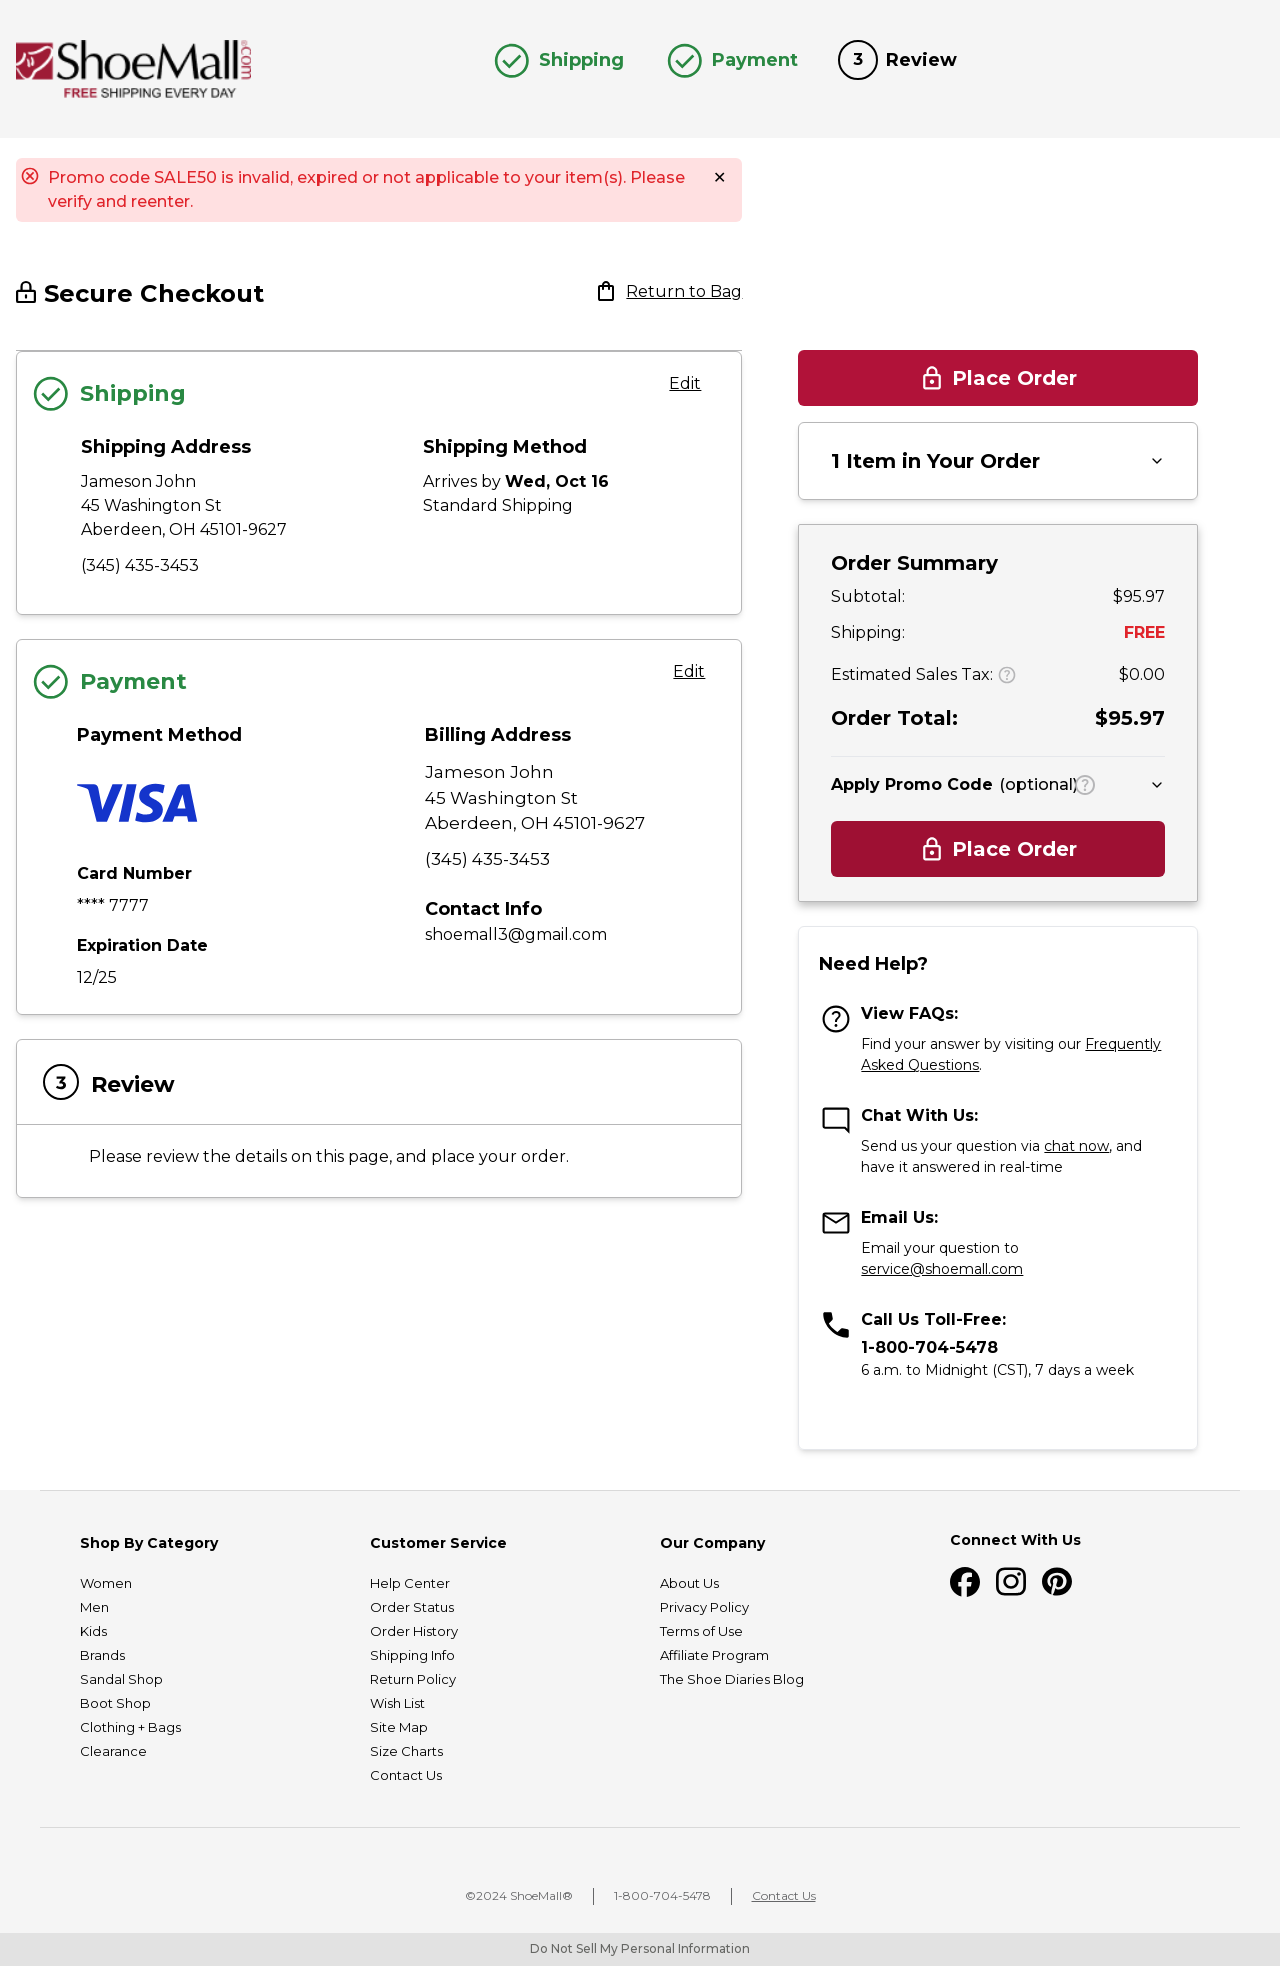 ShoeMall.com
FREE SHIPPING EVERY DAY
Shipping
Payment
3 Review
Promo code SALE50 is invalid, expired or not applicable to your item(s). Please
verify and reenter.
Secure Checkout
Return to Bag
Shipping
Edit
Shipping Address
Jameson John
45 Washington St
Aberdeen, OH 45101-9627
(345) 435-3453
Shipping Method
Arrives by Wed, Oct 16
Standard Shipping
Payment
Edit
Payment Method
VISA
Card Number
**** 7777
Expiration Date
12/25
Billing Address
Jameson John
45 Washington St
Aberdeen, OH 45101-9627
(345) 435-3453
Contact Info
shoemall3@gmail.com
3 Review
Please review the details on this page, and place your order.
Place Order
1 Item in Your Order
Order Summary
Subtotal: $95.97
Shipping: FREE
Estimated Sales Tax: $0.00
Order Total: $95.97
Apply Promo Code (optional)
Place Order
Need Help?
View FAQs:
Find your answer by visiting our Frequently
Asked Questions.
Chat With Us:
Send us your question via chat now, and
have it answered in real-time
Email Us:
Email your question to
service@shoemall.com
Call Us Toll-Free:
1-800-704-5478
6 a.m. to Midnight (CST), 7 days a week
Shop By Category
Women
Men
Kids
Brands
Sandal Shop
Boot Shop
Clothing + Bags
Clearance
Customer Service
Help Center
Order Status
Order History
Shipping Info
Return Policy
Wish List
Site Map
Size Charts
Contact Us
Our Company
About Us
Privacy Policy
Terms of Use
Affiliate Program
The Shoe Diaries Blog
Connect With Us
©2024 ShoeMall®
1-800-704-5478
Contact Us
Do Not Sell My Personal Information